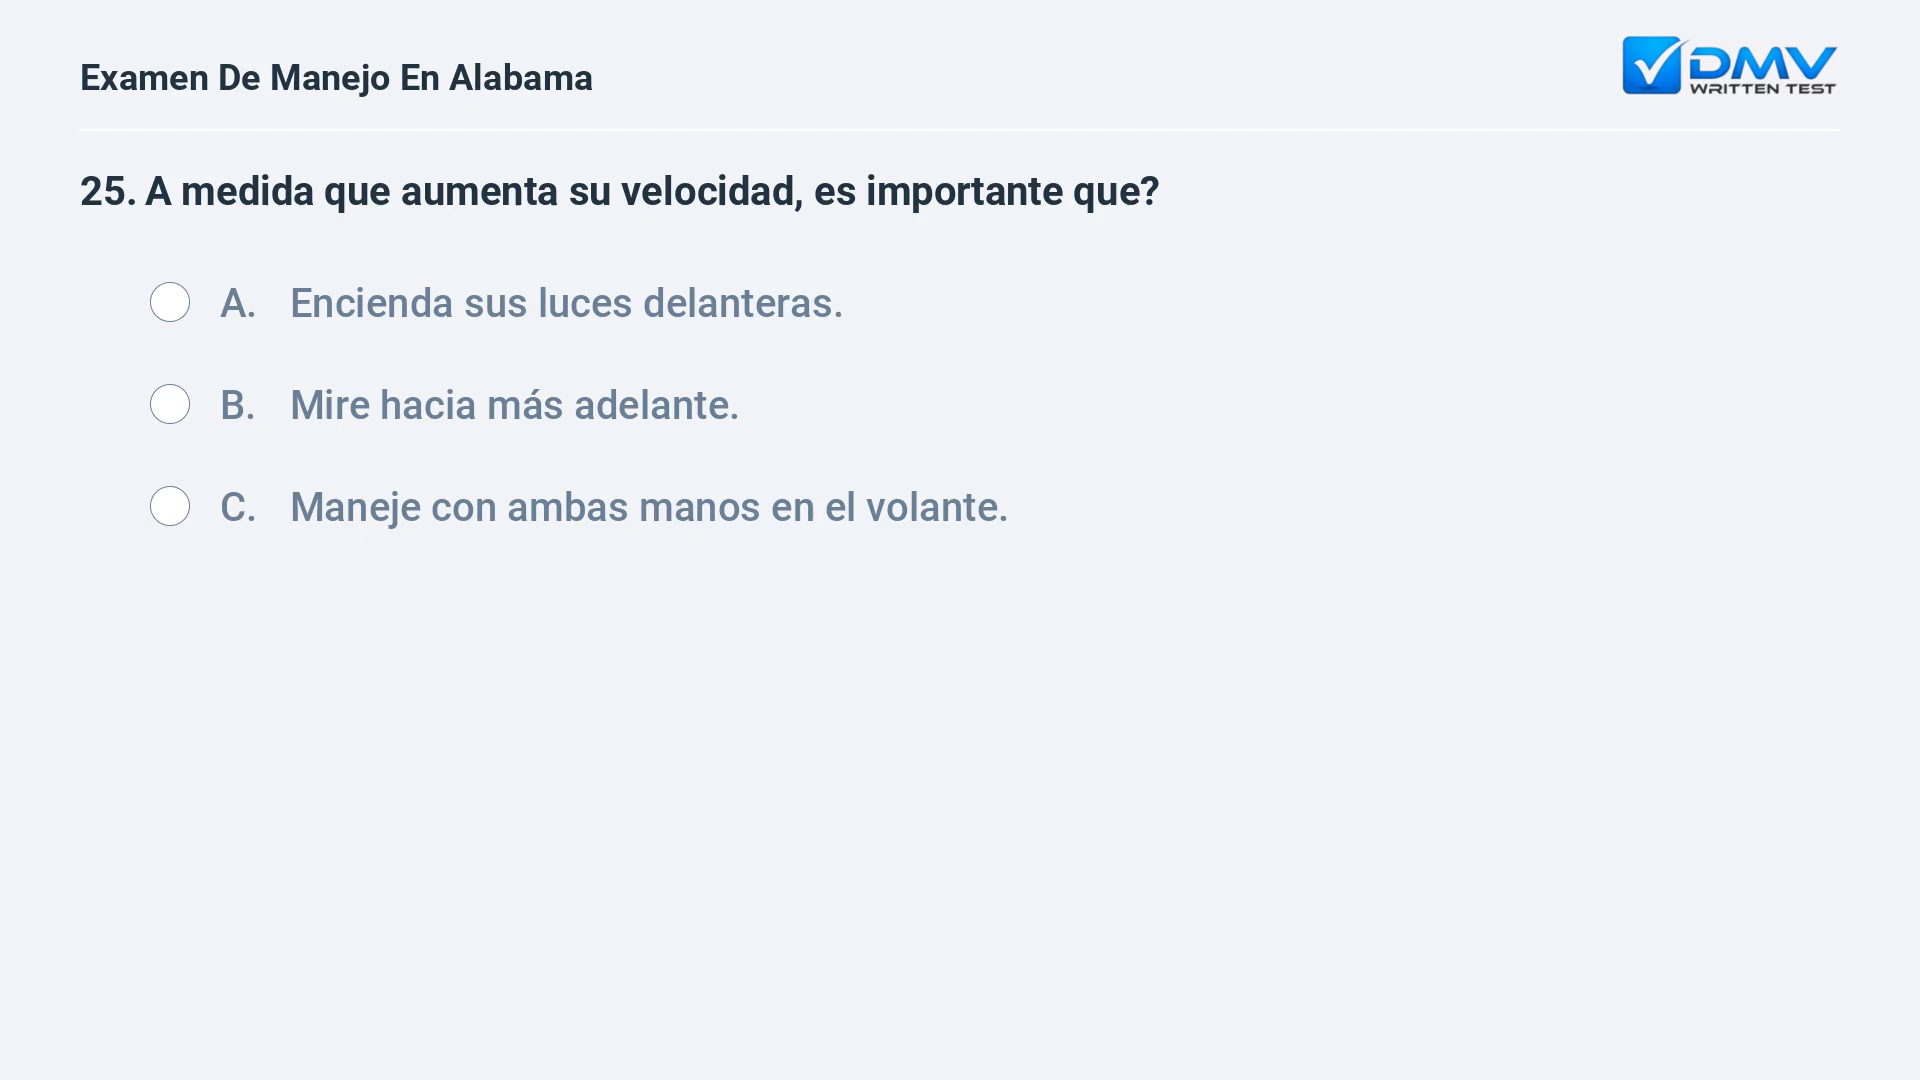 Examen De Manejo En Alabama
DMV
WRITTEN TEST
25. A medida que aumenta su velocidad, es importante que?
A. Encienda sus luces delanteras.
B. Mire hacia más adelante.
C. Maneje con ambas manos en el volante.